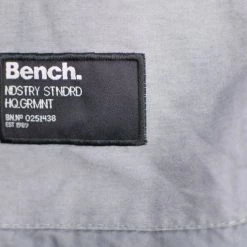 Bench.
NDSTRY STNDRD
HQ.GRMNT
BN.Nº 0251438
EST 1989